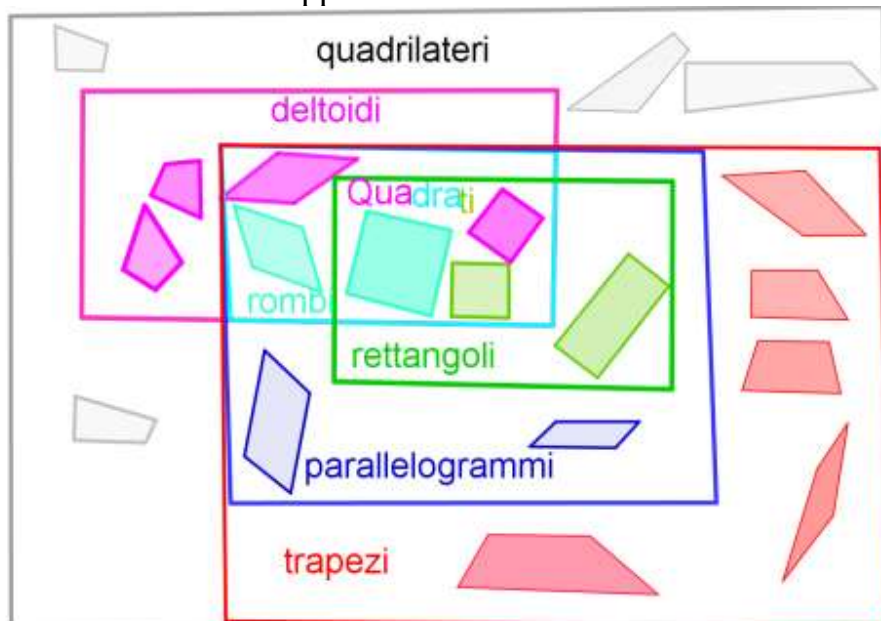 quadrilateri
deltoidi
Quadrati
rombi
rettangoli
parallelogrammi
trapezi